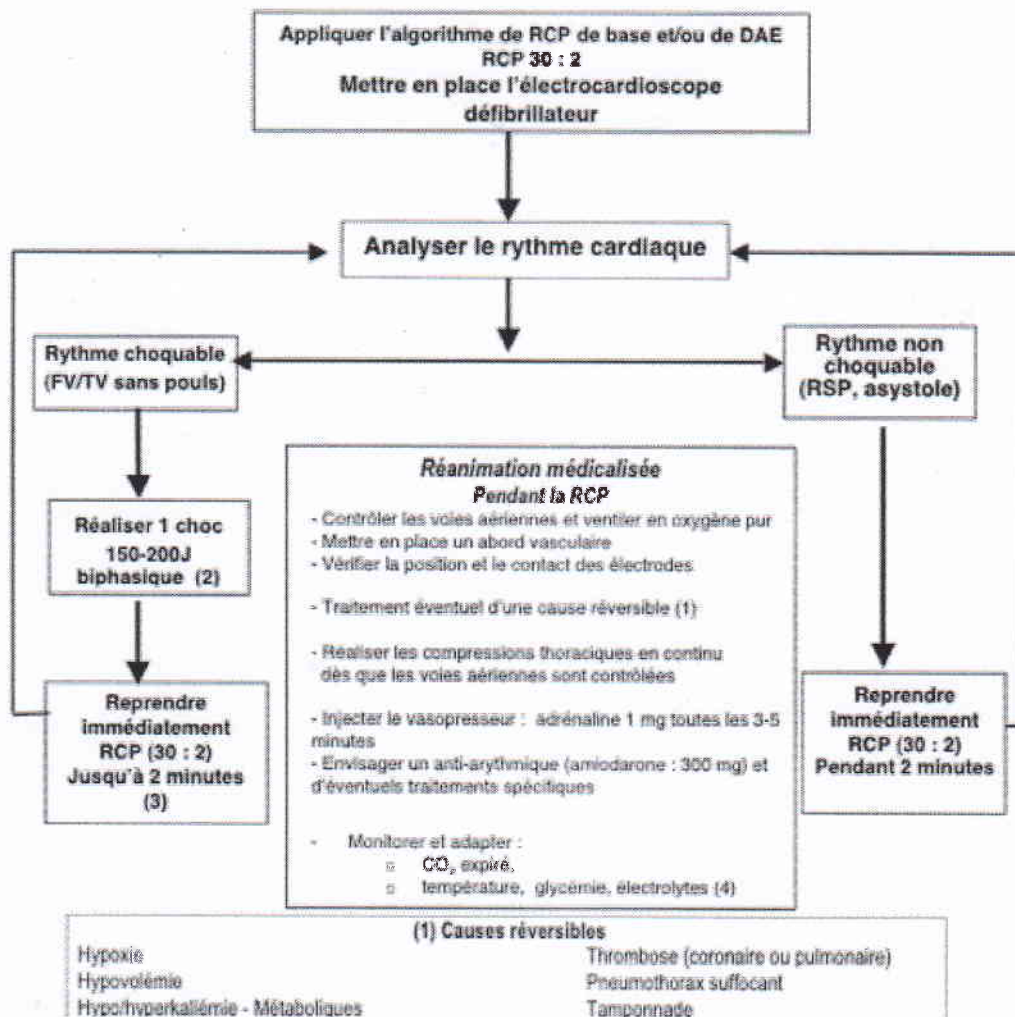 Appliquer l'algorithme de RCP de base et/ou de DAE
RCP 30 : 2
Mettre en place l'électrocardioscope
défibrillateur
Analyser le rythme cardiaque
Rythme choquable
(FV/TV sans pouls)
Rythme non
choquable
(RSP, asystole)
Réaliser 1 choc
150-200J
biphasique (2)
Reprendre
immédiatement
RCP (30 : 2)
Jusqu'à 2 minutes
(3)
Réanimation médicalisée
Pendant la RCP
- Contrôler les voies aériennes et ventiler en oxygène pur
- Mettre en place un abord vasculaire
- Vérifier la position et le contact des électrodes
- Traitement éventuel d'une cause réversible (1)
- Réaliser les compressions thoraciques en continu
dès que les voies aériennes sont contrôlées
- Injecter le vasopresseur : adrénaline 1 mg toutes les 3-5
minutes
- Envisager un anti-arythmique (amiodarone : 300 mg) et
d'éventuels traitements spécifiques
- Monitorer et adapter :
▫ CO₂ expiré,
▫ température, glycémie, électrolytes (4)
Reprendre
immédiatement
RCP (30 : 2)
Pendant 2 minutes
(1) Causes réversibles
Hypoxie
Hypovolémie
Hypo/hyperkaliémie - Métaboliques
Thrombose (coronaire ou pulmonaire)
Pneumothorax suffocant
Tamponnade